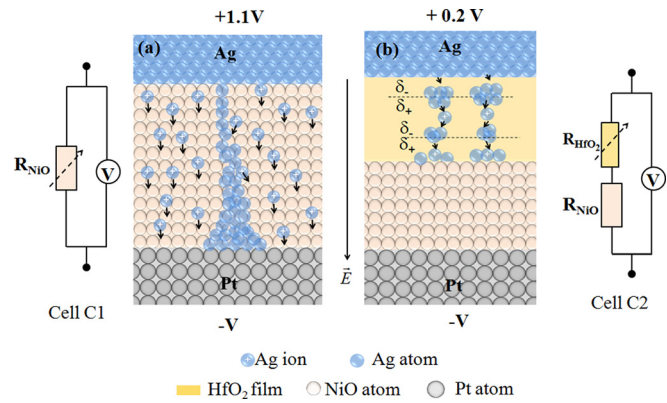 +1.1V
+ 0.2 V
(a)
Ag
(b)
Ag
δ-
δ+
δ-
δ+
R_NiO
V
R_HfO₂
R_NiO
V
Pt
Pt
E⃗
Cell C1
-V
-V
Cell C2
Ag ion
Ag atom
HfO₂ film
NiO atom
Pt atom